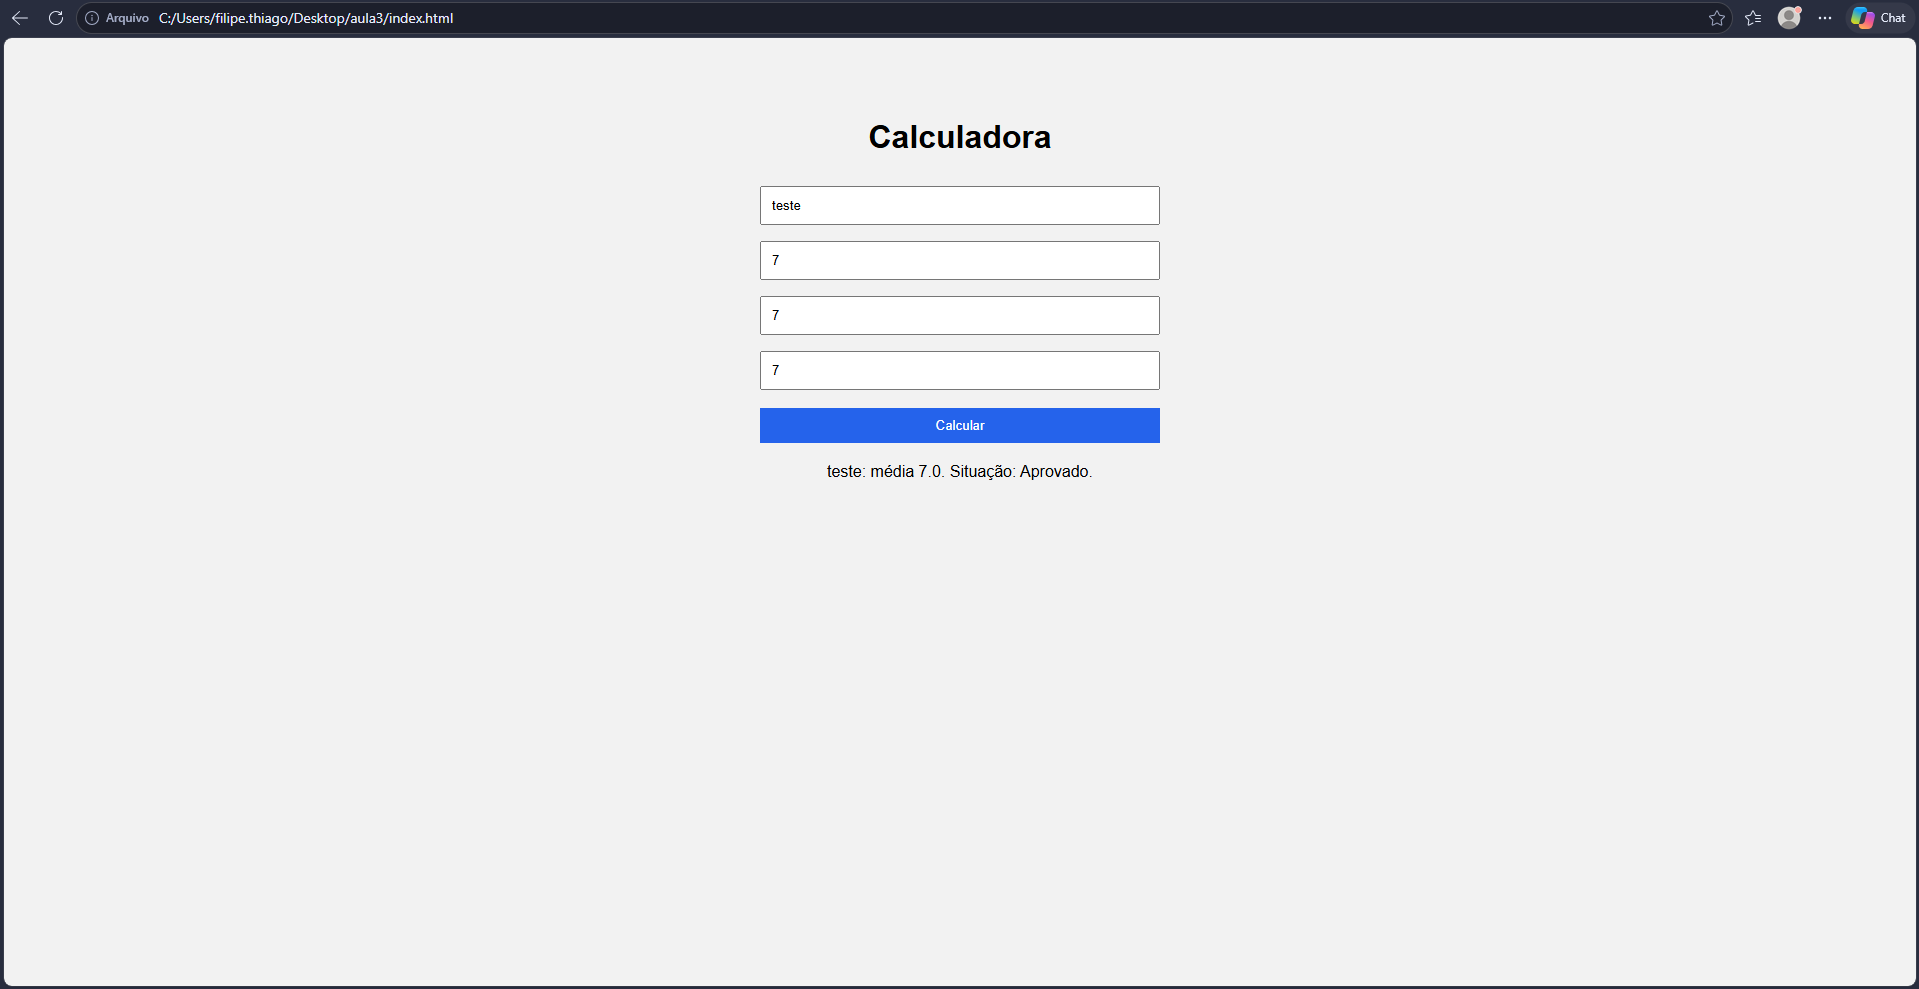 Arquivo C:/Users/filipe.thiago/Desktop/aula3/index.html
Chat
Calculadora
teste
7
7
7
Calcular
teste: média 7.0. Situação: Aprovado.